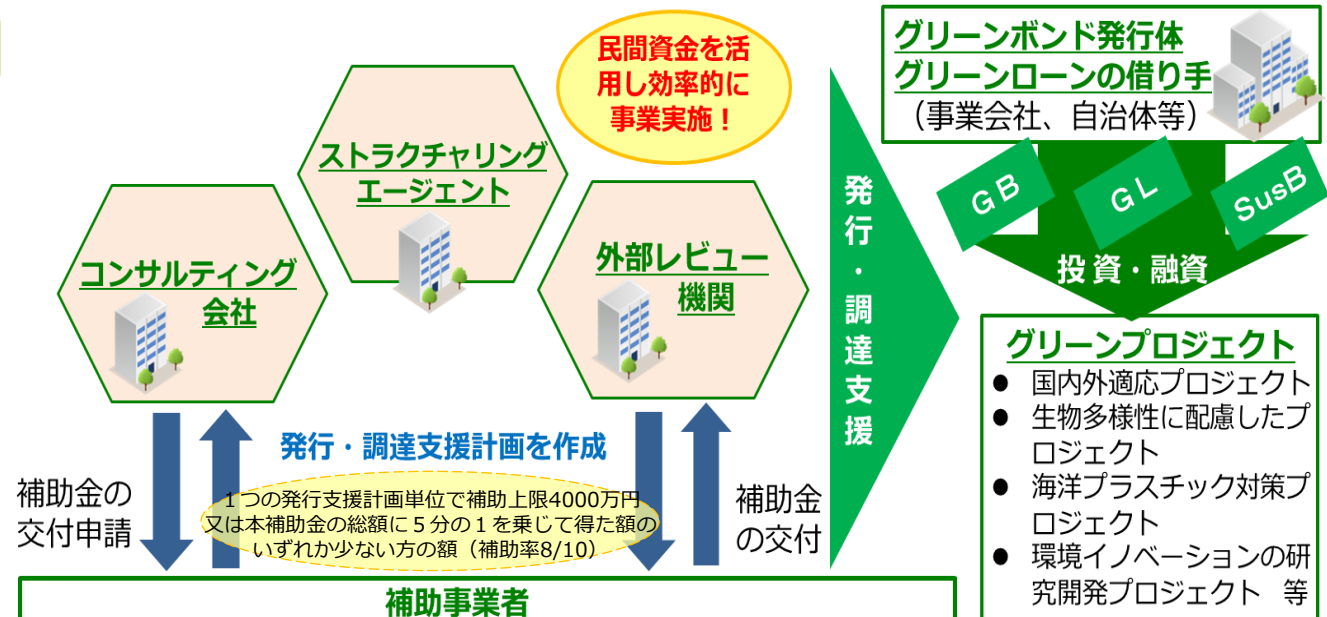 民間資金を活
用し効率的に
事業実施！
ストラクチャリング
エージェント
コンサルティング
会社
外部レビュー
機関
発行・調達支援計画を作成
補助金の
交付申請
１つの発行支援計画単位で補助上限4000万円
又は本補助金の総額に５分の１を乗じて得た額の
いずれか少ない方の額（補助率8/10）
補助金
の交付
補助事業者
発行・調達支援
グリーンボンド発行体
グリーンローンの借り手
（事業会社、自治体等）
ＧＢ
ＧＬ
SusB
投資・融資
グリーンプロジェクト
● 国内外適応プロジェクト
● 生物多様性に配慮したプ
ロジェクト
● 海洋プラスチック対策プ
ロジェクト
● 環境イノベーションの研
究開発プロジェクト　等